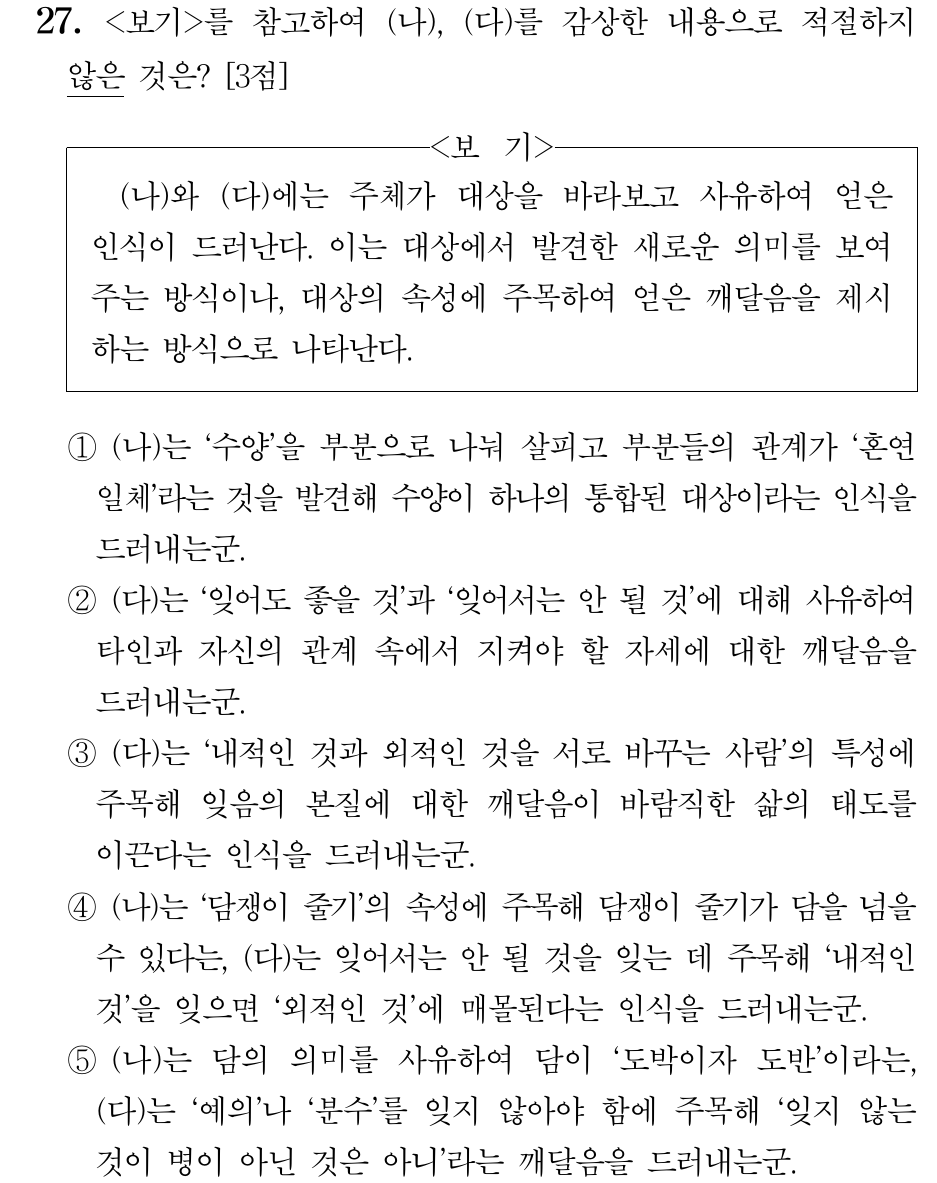 27. <보기>를 참고하여 (나), (다)를 감상한 내용으로 적절하지
않은 것은? [3점]
<보 기>
(나)와 (다)에는 주체가 대상을 바라보고 사유하여 얻은
인식이 드러난다. 이는 대상에서 발견한 새로운 의미를 보여
주는 방식이나, 대상의 속성에 주목하여 얻은 깨달음을 제시
하는 방식으로 나타난다.
① (나)는 ‘수양’을 부분으로 나눠 살피고 부분들의 관계가 ‘혼연
일체’라는 것을 발견해 수양이 하나의 통합된 대상이라는 인식을
드러내는군.
② (다)는 ‘잊어도 좋을 것’과 ‘잊어서는 안 될 것’에 대해 사유하여
타인과 자신의 관계 속에서 지켜야 할 자세에 대한 깨달음을
드러내는군.
③ (다)는 ‘내적인 것과 외적인 것을 서로 바꾸는 사람’의 특성에
주목해 잊음의 본질에 대한 깨달음이 바람직한 삶의 태도를
이끈다는 인식을 드러내는군.
④ (나)는 ‘담쟁이 줄기’의 속성에 주목해 담쟁이 줄기가 담을 넘을
수 있다는, (다)는 잊어서는 안 될 것을 잊는 데 주목해 ‘내적인
것’을 잊으면 ‘외적인 것’에 매몰된다는 인식을 드러내는군.
⑤ (나)는 담의 의미를 사유하여 담이 ‘도박이자 도반’이라는,
(다)는 ‘예의’나 ‘분수’를 잊지 않아야 함에 주목해 ‘잊지 않는
것이 병이 아닌 것은 아니’라는 깨달음을 드러내는군.